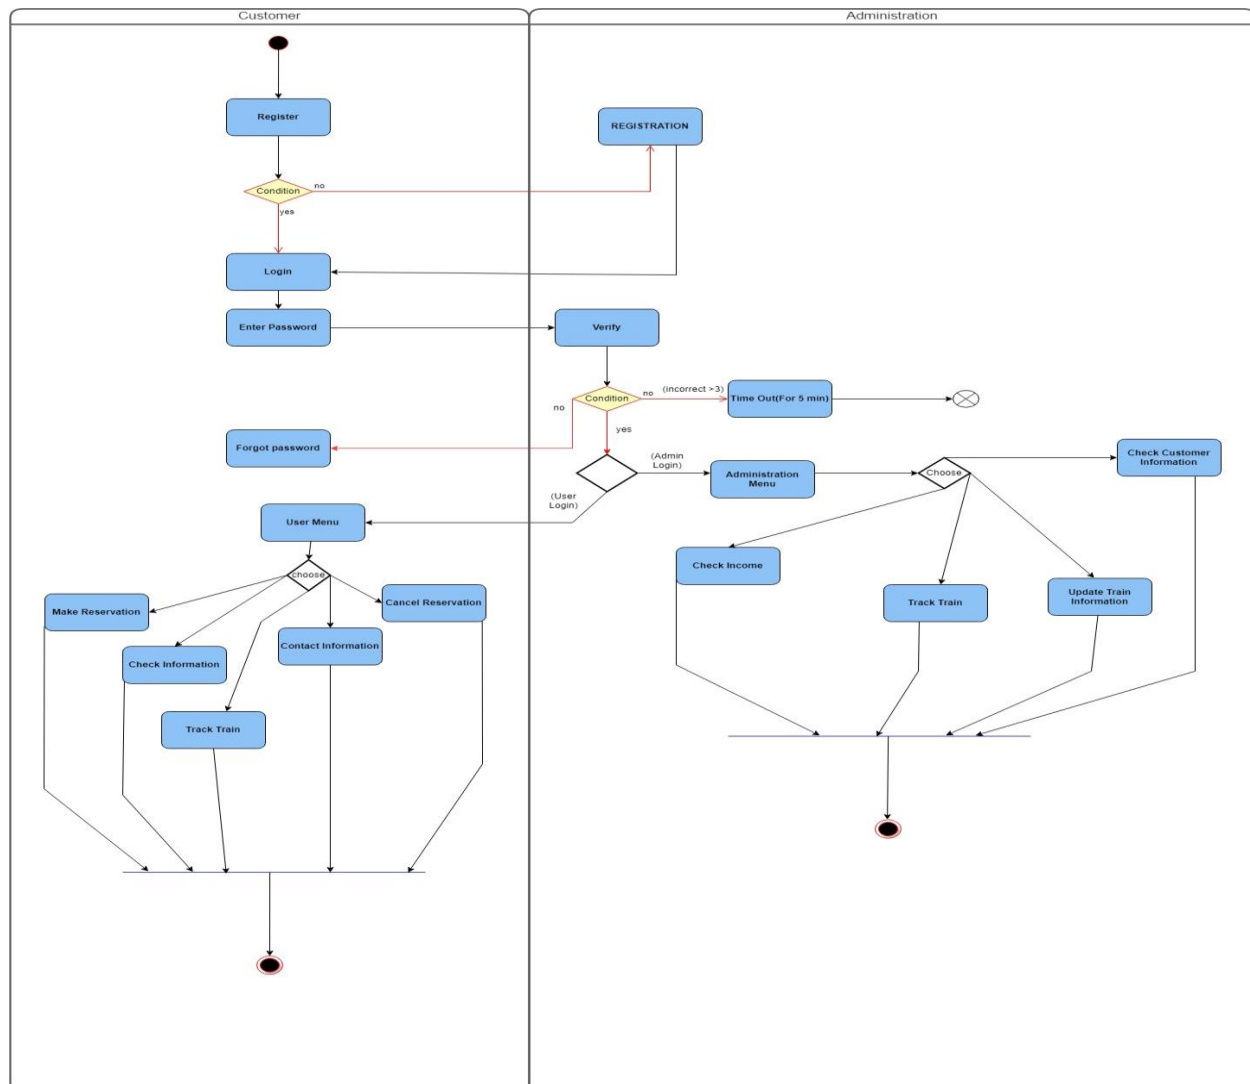 Customer
Administration
Register
REGISTRATION
Condition
no
yes
Login
Enter Password
Verify
Condition
no
(incorrect >3)
Time Out(For 5 min)
no
yes
Forgot password
(Admin
Login)
Administration
Menu
Choose
Check Customer
Information
(User
Login)
User Menu
choose
Check Income
Track Train
Update Train
Information
Make Reservation
Cancel Reservation
Check Information
Contact Information
Track Train